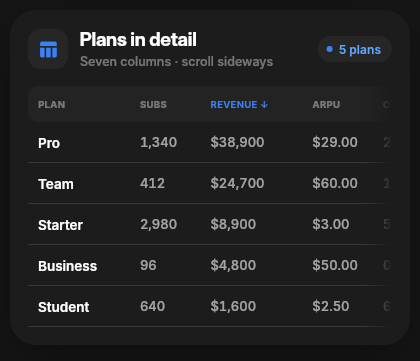 Plans in detail
Seven columns · scroll sideways
5 plans
PLAN SUBS REVENUE ↓ ARPU
Pro 1,340 $38,900 $29.00
Team 412 $24,700 $60.00
Starter 2,980 $8,900 $3.00
Business 96 $4,800 $50.00
Student 640 $1,600 $2.50